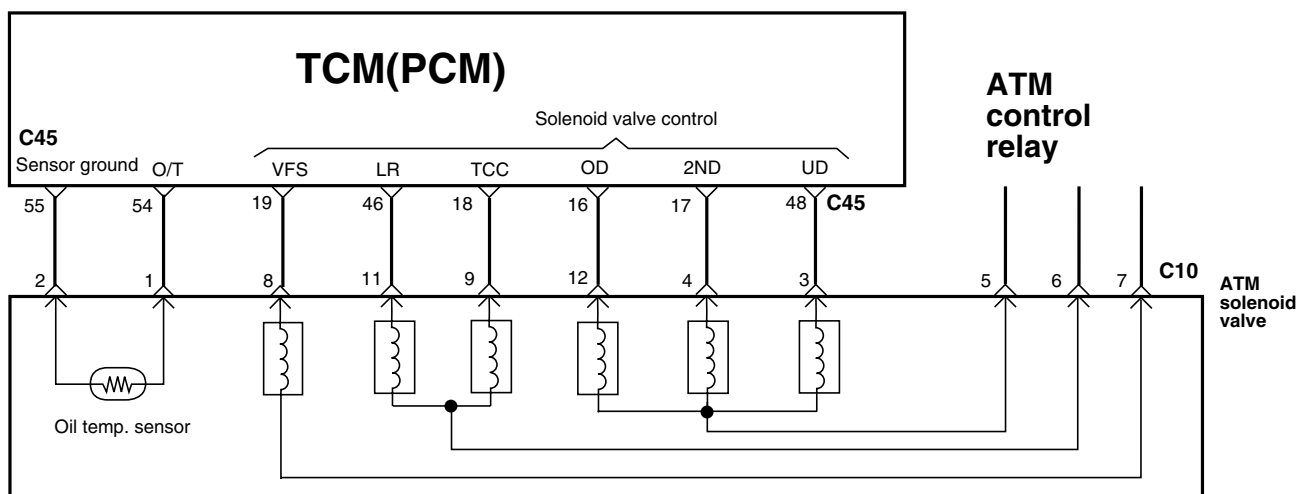 TCM(PCM)
ATM
control
relay
Solenoid valve control
C45
Sensor ground O/T VFS LR TCC OD 2ND UD
55 54 19 46 18 16 17 48 C45
2 1 8 11 9 12 4 3 5 6 7 C10
ATM
solenoid
valve
Oil temp. sensor